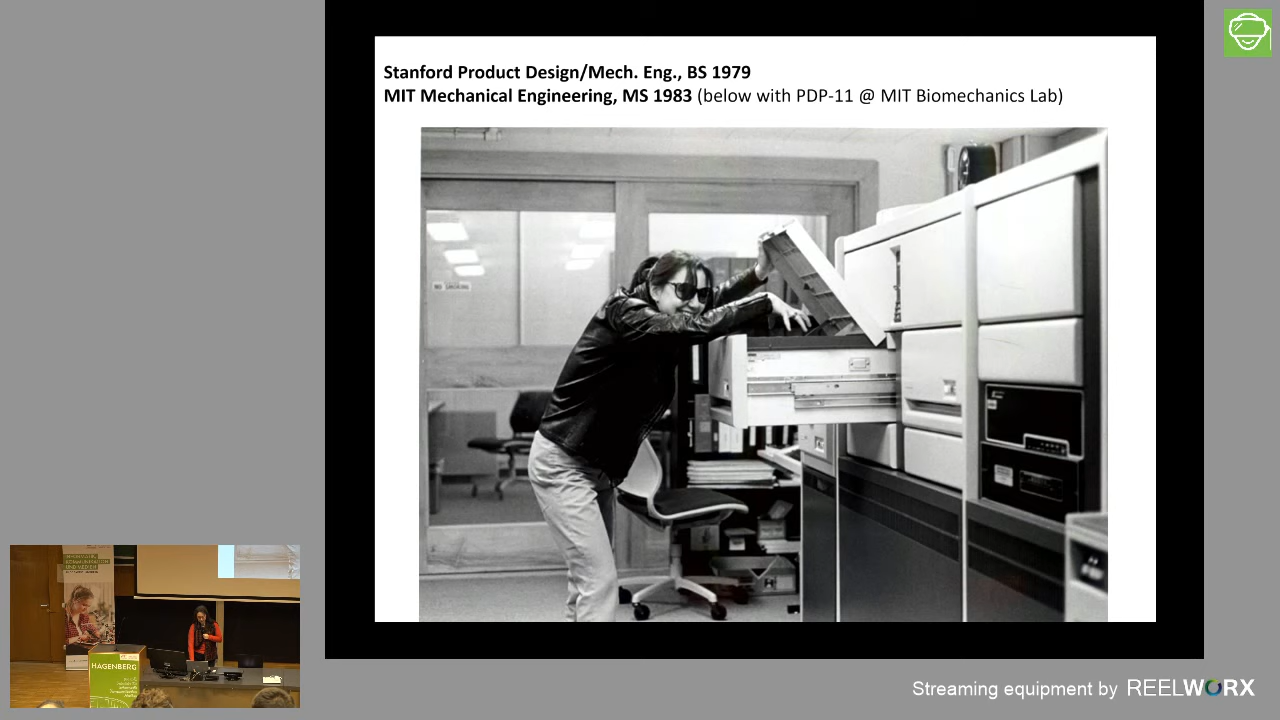 Stanford Product Design/Mech. Eng., BS 1979
MIT Mechanical Engineering, MS 1983 (below with PDP-11 @ MIT Biomechanics Lab)
NO SMOKING
HAGENBERG
Streaming equipment by REELWORX